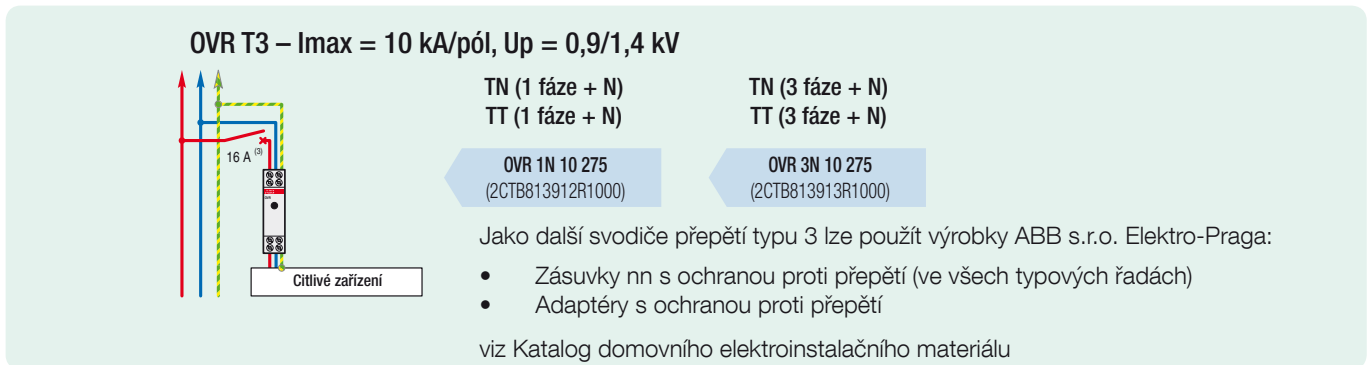 OVR T3 – Imax = 10 kA/pól, Up = 0,9/1,4 kV
TN (1 fáze + N)
TT (1 fáze + N)
TN (3 fáze + N)
TT (3 fáze + N)
16 A (3)
OVR 1N 10 275
(2CTB813912R1000)
OVR 3N 10 275
(2CTB813913R1000)
OVR
Citlivé zařízení
Jako další svodiče přepětí typu 3 lze použít výrobky ABB s.r.o. Elektro-Praga:
• Zásuvky nn s ochranou proti přepětí (ve všech typových řadách)
• Adaptéry s ochranou proti přepětí
viz Katalog domovního elektroinstalačního materiálu